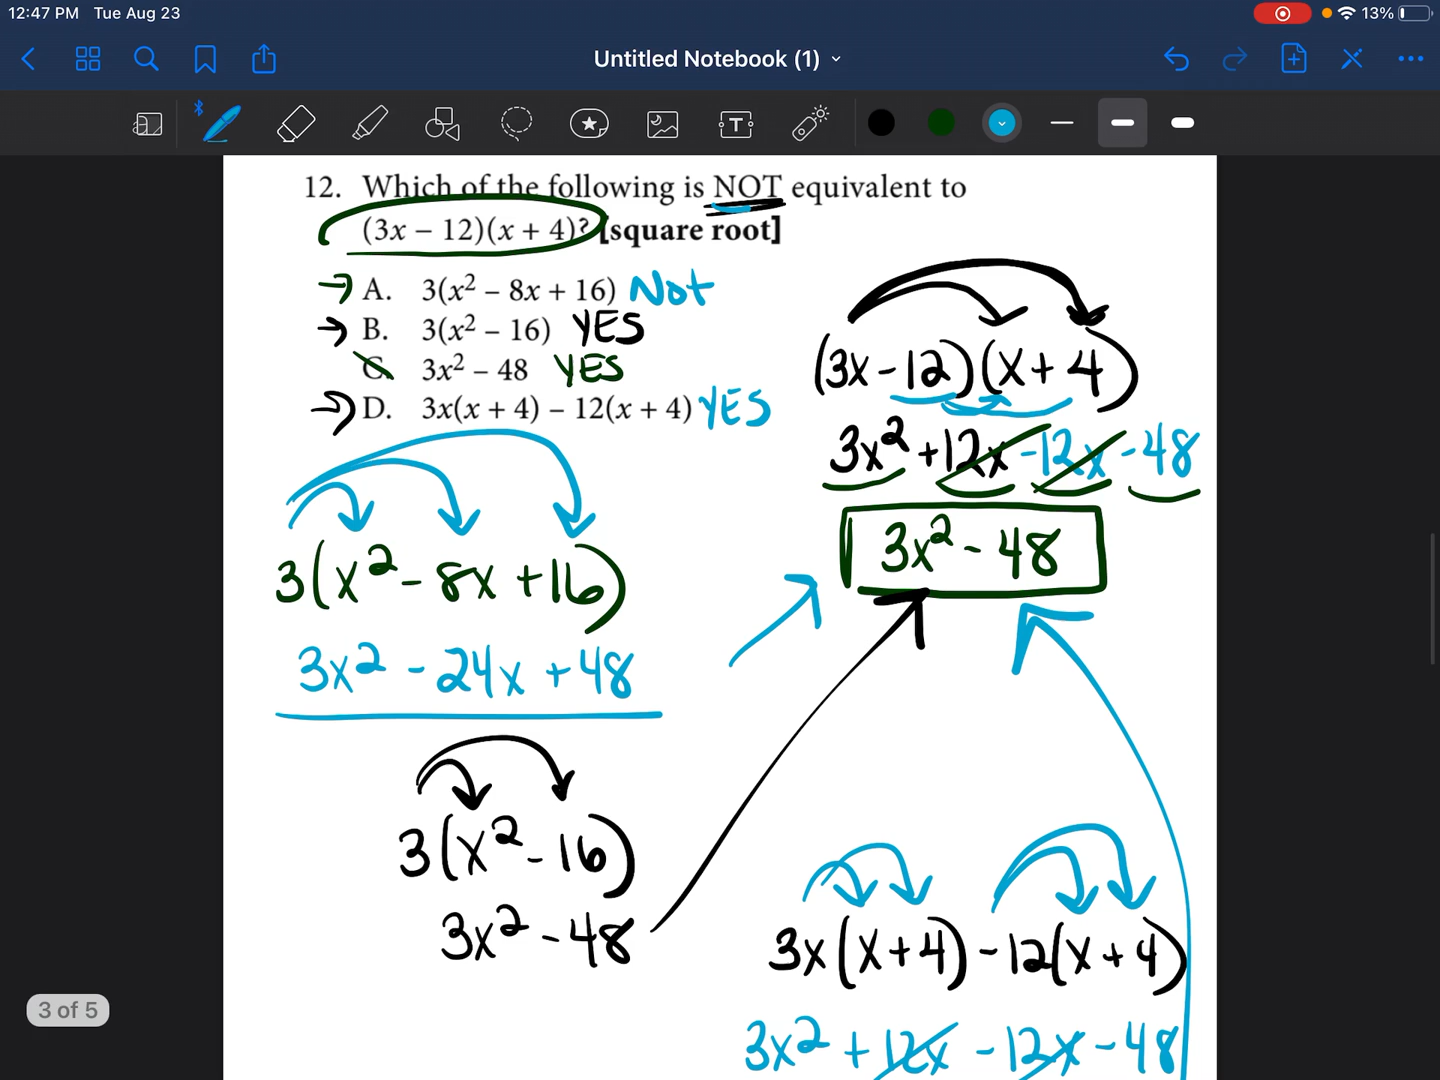 12:47 PM Tue Aug 23
13%
Untitled Notebook (1)
12. Which of the following is NOT equivalent to
(3x − 12)(x + 4)? [square root]
A. 3(x² − 8x + 16) Not
B. 3(x² − 16) YES
C. 3x² − 48 YES
D. 3x(x + 4) − 12(x + 4) YES
(3x - 12)(x + 4)
3x² + 12x - 12x - 48
3x² - 48
3(x² - 8x + 16)
3x² - 24x + 48
3(x² - 16)
3x² - 48
3x(x + 4) - 12(x + 4)
3x² + 12x - 12x - 48
3 of 5